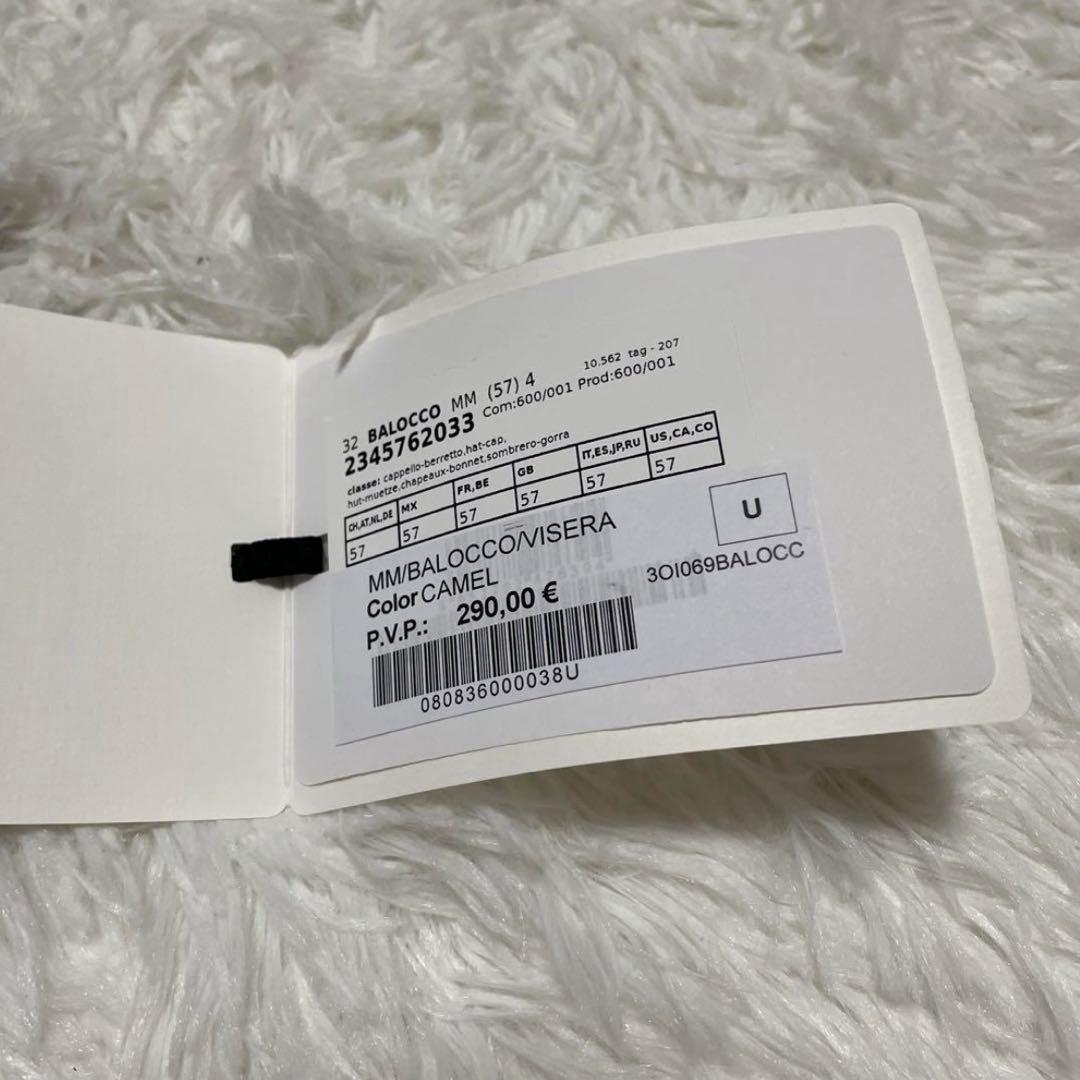 10.562 tag - 207
32 BALOCCO MM (57) 4
Com:600/001 Prod:600/001
2345762033
classe: cappello-berretto,hat-cap,
hut-muetze,chapeaux-bonnet,sombrero-gorra
CH,AT,NL,DE MX FR,BE GB IT,ES,JP,RU US,CA,CO
57 57 57 57 57 57
MM/BALOCCO/VISERA
U
Color CAMEL
3OI069BALOCC
P.V.P.: 290,00 €
080836000038U